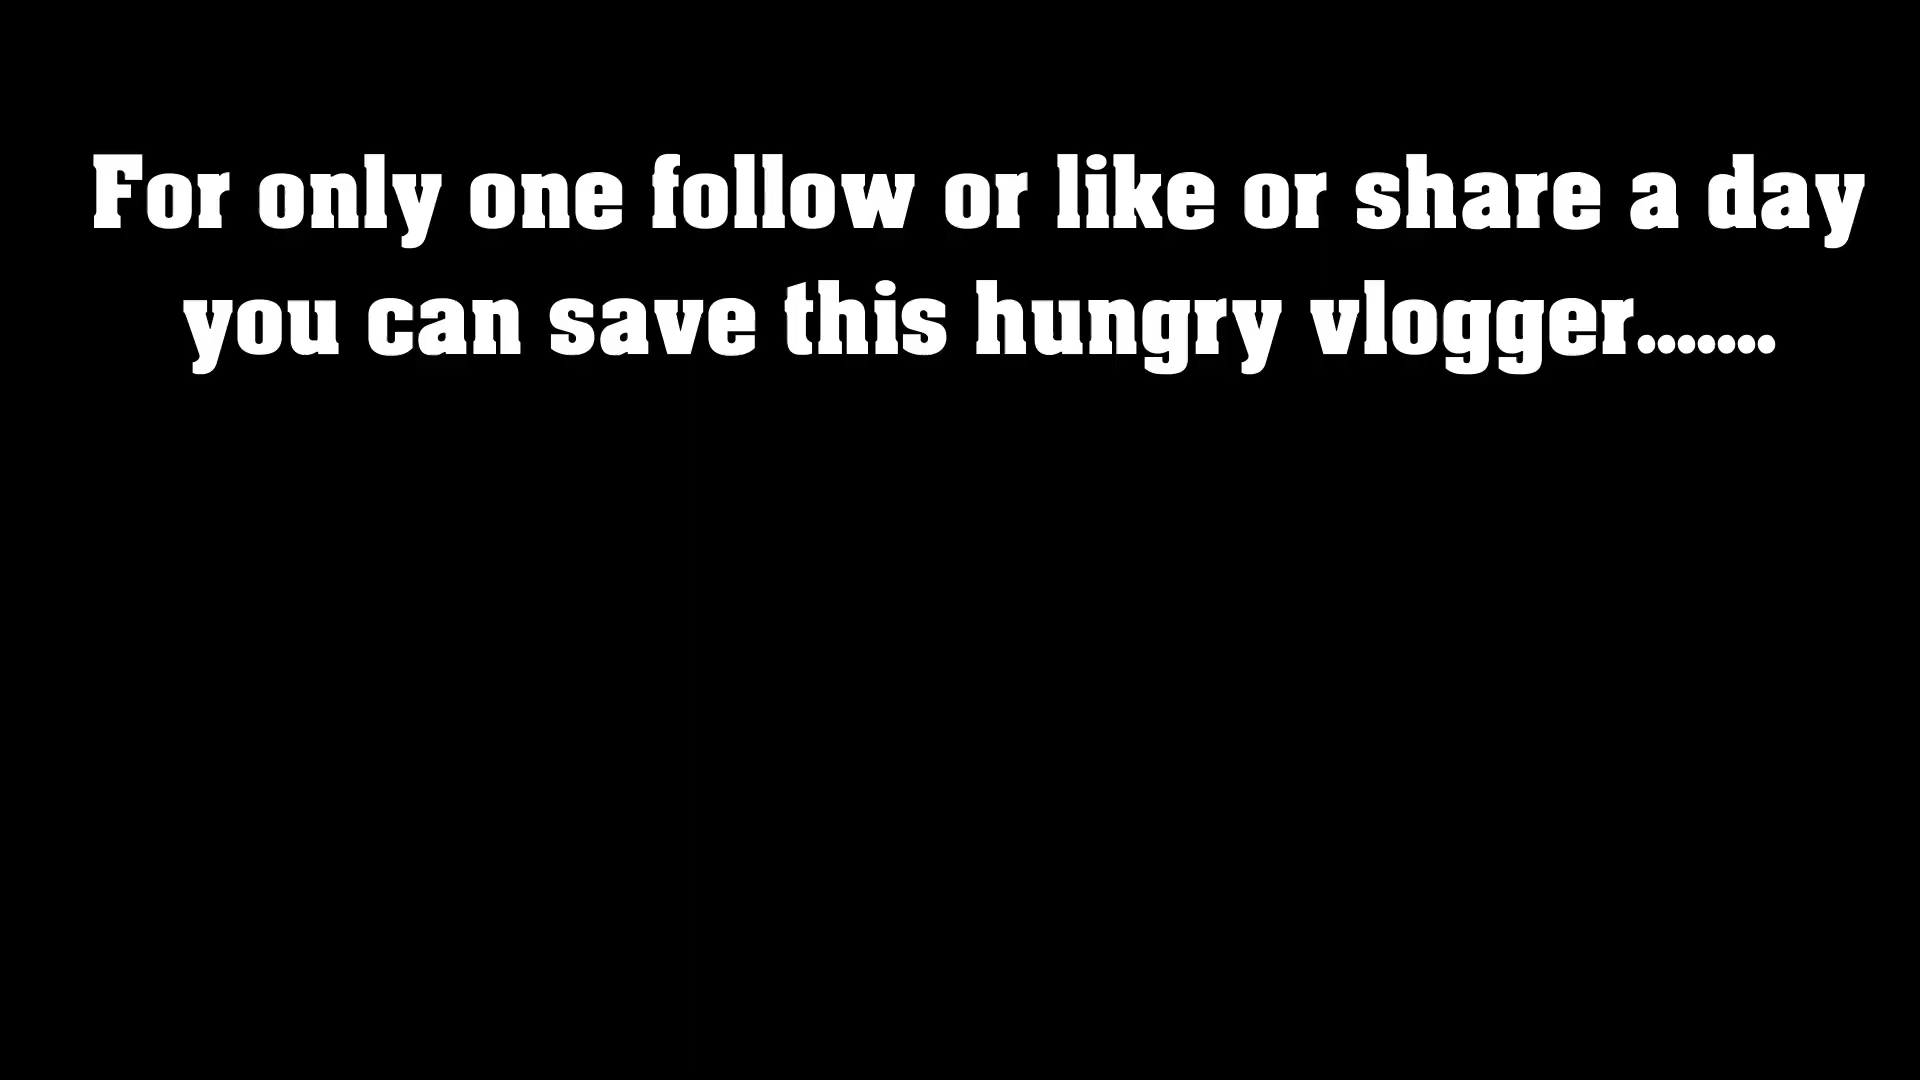 For only one follow or like or share a day
you can save this hungry vlogger.......